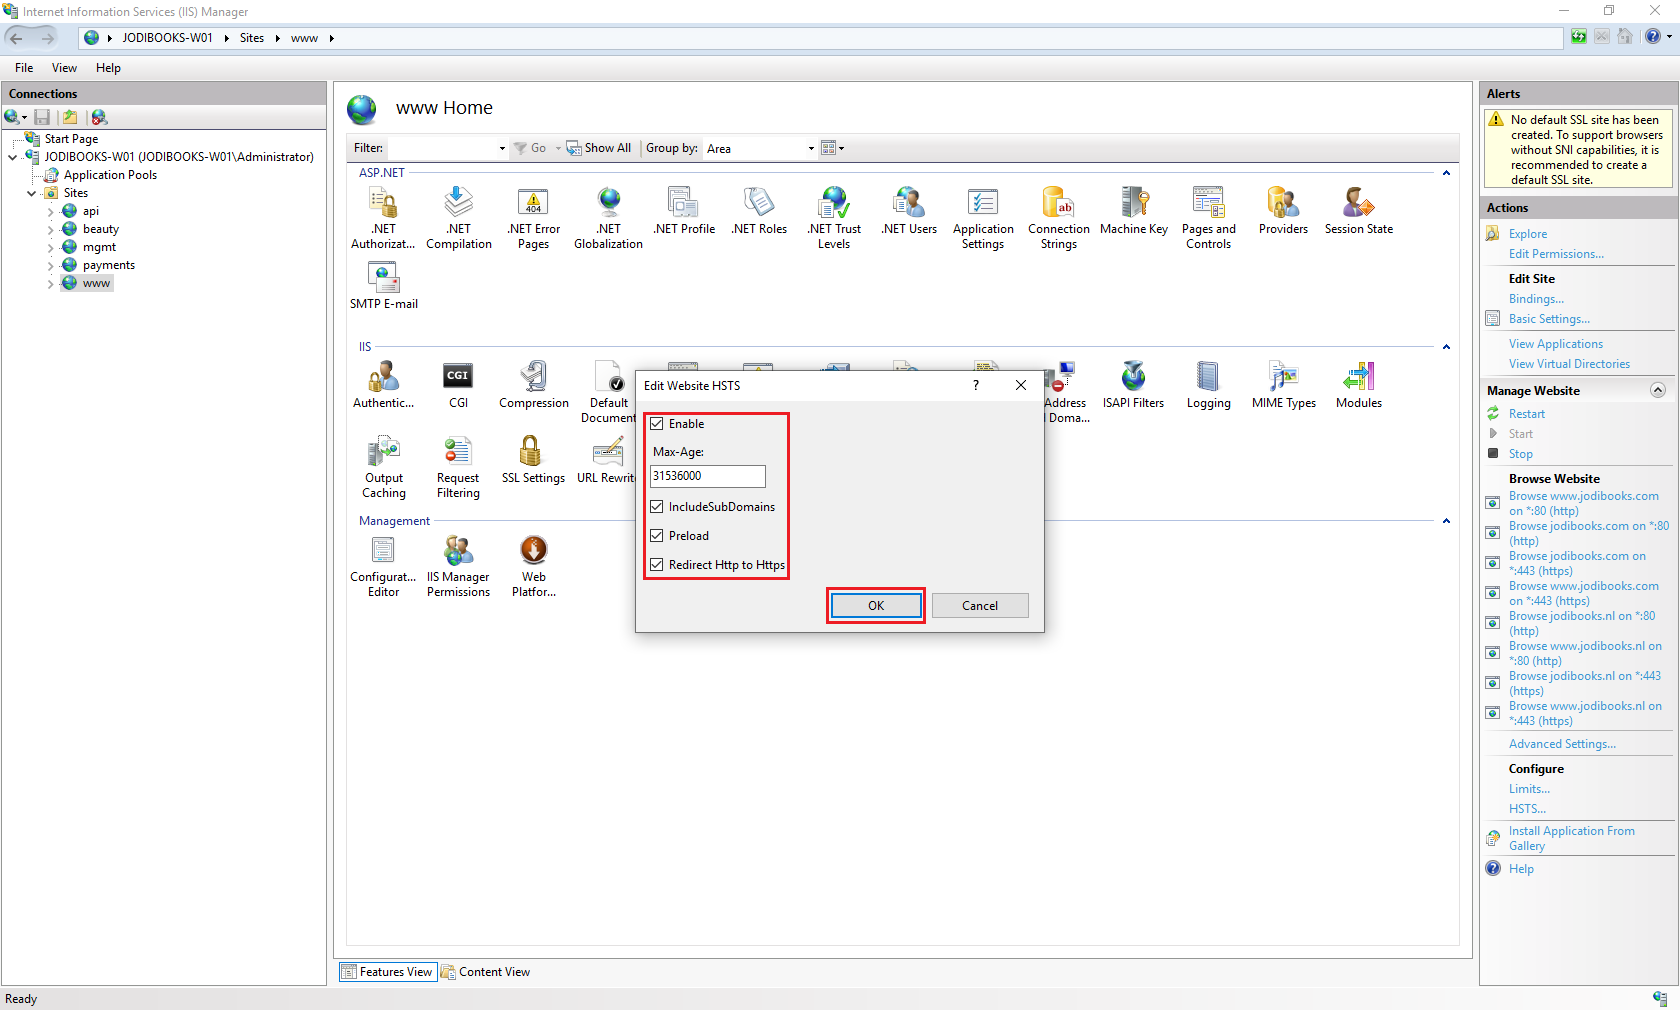 Internet Information Services (IIS) Manager
JODIBOOKS-W01 Sites www
File View Help
Connections
Start Page
JODIBOOKS-W01 (JODIBOOKS-W01\Administrator)
Application Pools
Sites
api
beauty
mgmt
payments
www
www Home
Filter: Go Show All Group by: Area
ASP.NET
.NET Authorizat...
.NET Compilation
.NET Error Pages
404
.NET Globalization
.NET Profile
.NET Roles
.NET Trust Levels
.NET Users
Application Settings
Connection Strings
ab
Machine Key
Pages and Controls
Providers
Session State
SMTP E-mail
IIS
Authentic...
CGI
CGI
Compression
Default Document
Address
Doma...
ISAPI Filters
Logging
MIME Types
Modules
Output Caching
Request Filtering
SSL Settings
URL Rewrite
Management
Configurat... Editor
IIS Manager Permissions
Web Platfor...
Edit Website HSTS
?
Enable
Max-Age:
31536000
IncludeSubDomains
Preload
Redirect Http to Https
OK
Cancel
Features View
Content View
Alerts
No default SSL site has been
created. To support browsers
without SNI capabilities, it is
recommended to create a
default SSL site.
Actions
Explore
Edit Permissions...
Edit Site
Bindings...
Basic Settings...
View Applications
View Virtual Directories
Manage Website
Restart
Start
Stop
Browse Website
Browse www.jodibooks.com
on *:80 (http)
Browse jodibooks.com on *:80
(http)
Browse jodibooks.com on
*:443 (https)
Browse www.jodibooks.com
on *:443 (https)
Browse jodibooks.nl on *:80
(http)
Browse www.jodibooks.nl on
*:80 (http)
Browse jodibooks.nl on *:443
(https)
Browse www.jodibooks.nl on
*:443 (https)
Advanced Settings...
Configure
Limits...
HSTS...
Install Application From
Gallery
Help
Ready